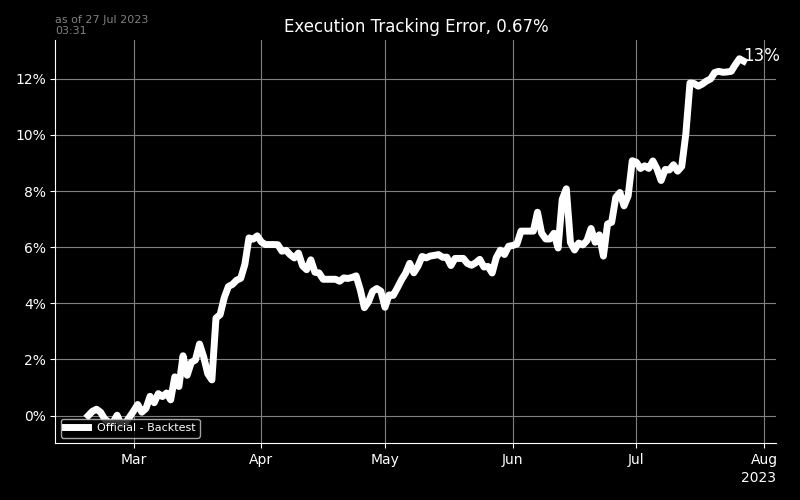 as of 27 Jul 2023
03:31
Execution Tracking Error, 0.67%
13%
12%
10%
8%
6%
4%
2%
0%
Official - Backtest
Mar
Apr
May
Jun
Jul
Aug
2023